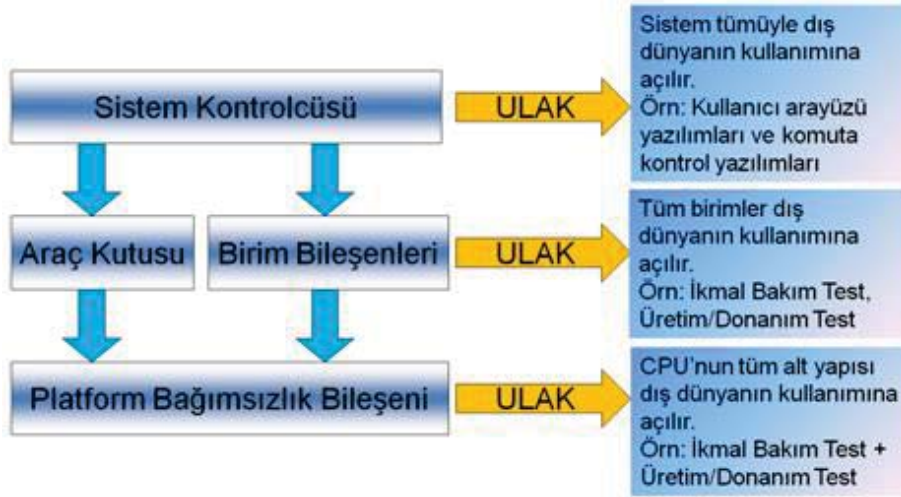 Sistem Kontrolcüsü
ULAK
Sistem tümüyle dış
dünyanın kullanımına
açılır.
Örn: Kullanıcı arayüzü
yazılımları ve komuta
kontrol yazılımları
Araç Kutusu
Birim Bileşenleri
ULAK
Tüm birimler dış
dünyanın kullanımına
açılır.
Örn: İkmal Bakım Test,
Üretim/Donanım Test
Platform Bağımsızlık Bileşeni
ULAK
CPU'nun tüm alt yapısı
dış dünyanın kullanımına
açılır.
Örn: İkmal Bakım Test +
Üretim/Donanım Test